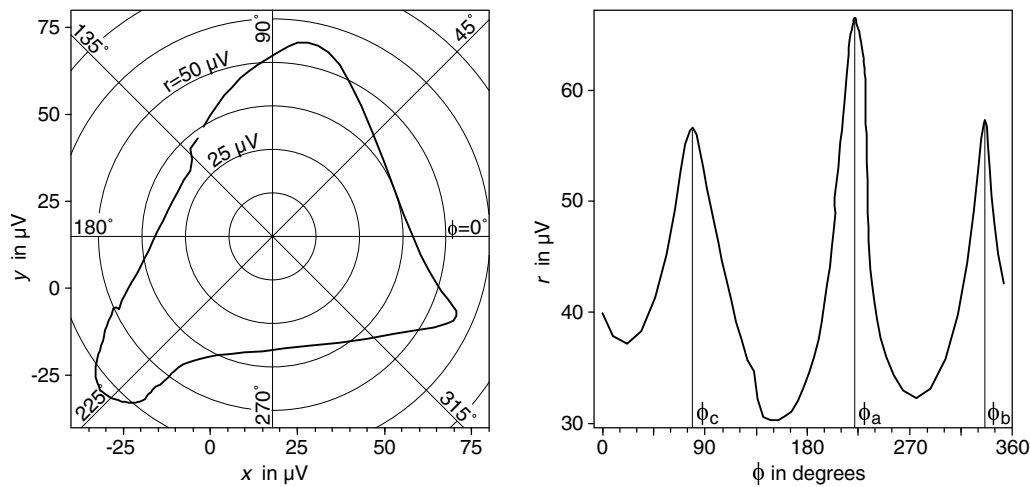 75
50
25
0
-25
y in µV
-25
0
25
50
75
x in µV
135°
90°
45°
r=50 µV
25 µV
180°
ϕ=0°
225°
270°
315°
60
50
40
30
r in µV
ϕc
ϕa
ϕb
0
90
180
270
360
ϕ in degrees